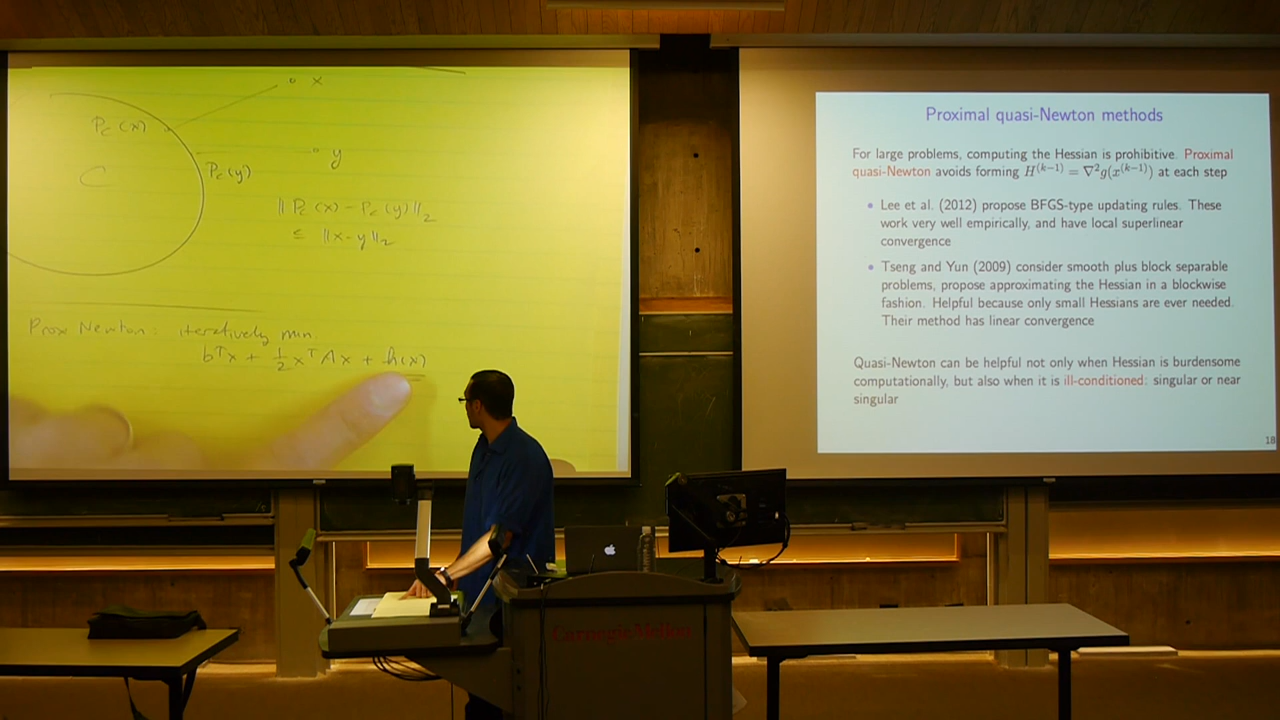 x
P_C(x)
y
P_C(y)
C
|| P_C(x) - P_C(y) ||_2
≤ ||x-y||_2
Prox Newton: iteratively min.
b^T x + 1/2 x^T A x + h(x)
Proximal quasi-Newton methods
For large problems, computing the Hessian is prohibitive. Proximal
quasi-Newton avoids forming H^(k−1) = ∇²g(x^(k−1)) at each step
• Lee et al. (2012) propose BFGS-type updating rules. These
work very well empirically, and have local superlinear
convergence
• Tseng and Yun (2009) consider smooth plus block separable
problems, propose approximating the Hessian in a blockwise
fashion. Helpful because only small Hessians are ever needed.
Their method has linear convergence
Quasi-Newton can be helpful not only when Hessian is burdensome
computationally, but also when it is ill-conditioned: singular or near
singular
18
Carnegie Mellon